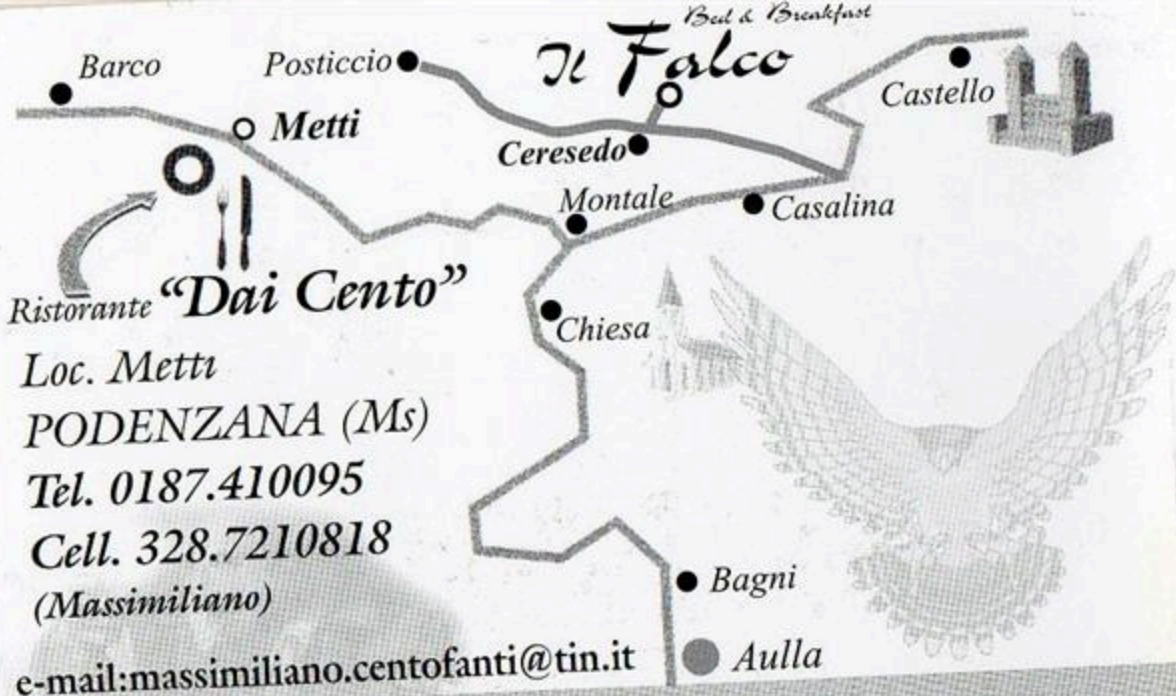 Bed & Breakfast
Il Falco
Barco
Posticcio
Castello
Metti
Ceresedo
Montale
Casalina
Ristorante “Dai Cento”
Chiesa
Loc. Metti
PODENZANA (Ms)
Tel. 0187.410095
Cell. 328.7210818
(Massimiliano)
Bagni
e-mail:massimiliano.centofanti@tin.it
Aulla